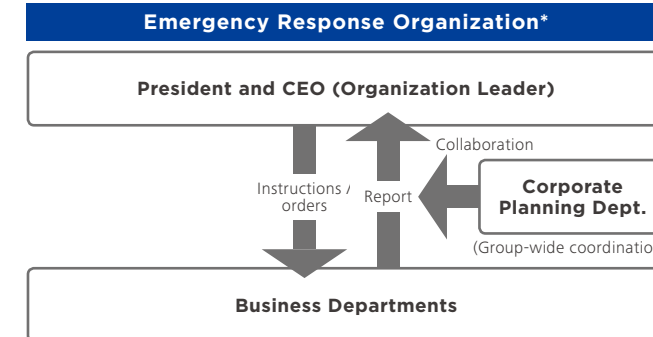 Emergency Response Organization*
President and CEO (Organization Leader)
Collaboration
Instructions /
orders
Report
Corporate
Planning Dept.
(Group-wide coordinatio
Business Departments